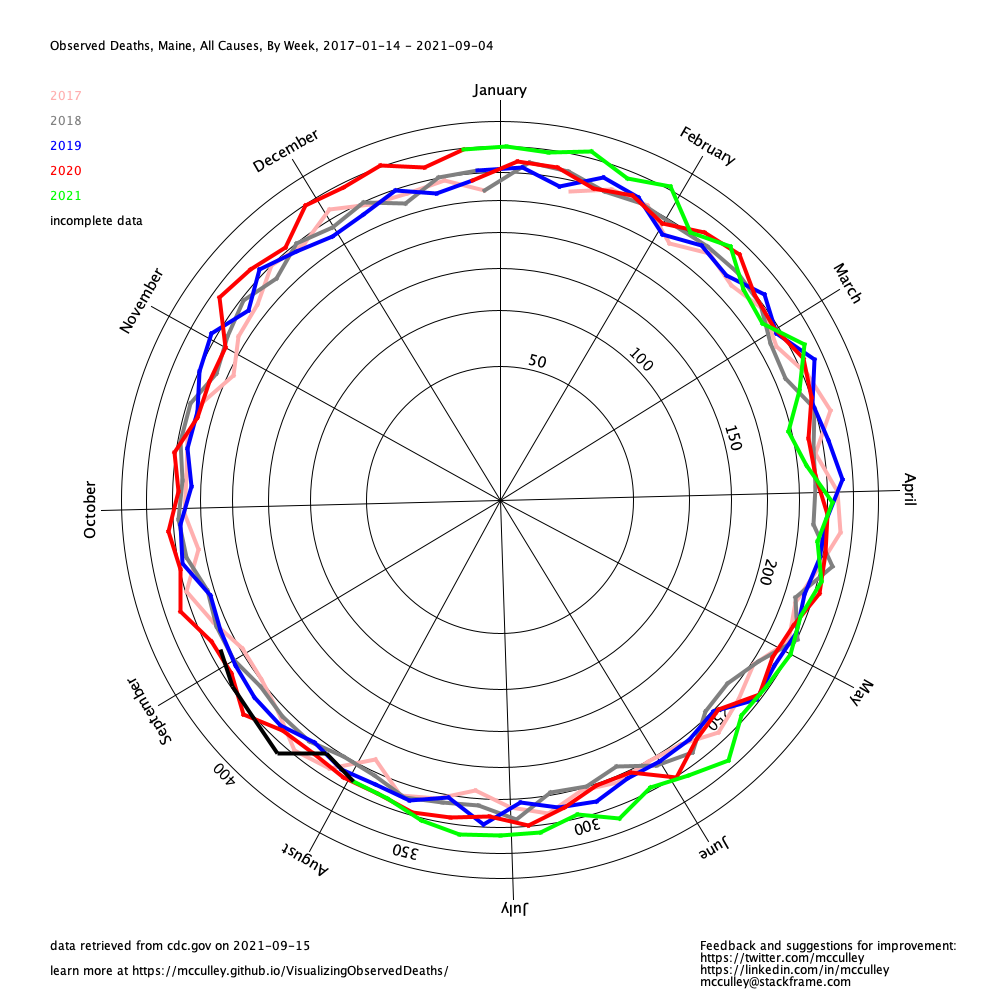 Observed Deaths, Maine, All Causes, By Week, 2017-01-14 - 2021-09-04
2017
2018
2019
2020
2021
incomplete data
January
February
March
April
May
June
July
August
September
October
November
December
50
100
150
200
250
300
350
400
data retrieved from cdc.gov on 2021-09-15
learn more at https://mcculley.github.io/VisualizingObservedDeaths/
Feedback and suggestions for improvement:
https://twitter.com/mcculley
https://linkedin.com/in/mcculley
mcculley@stackframe.com